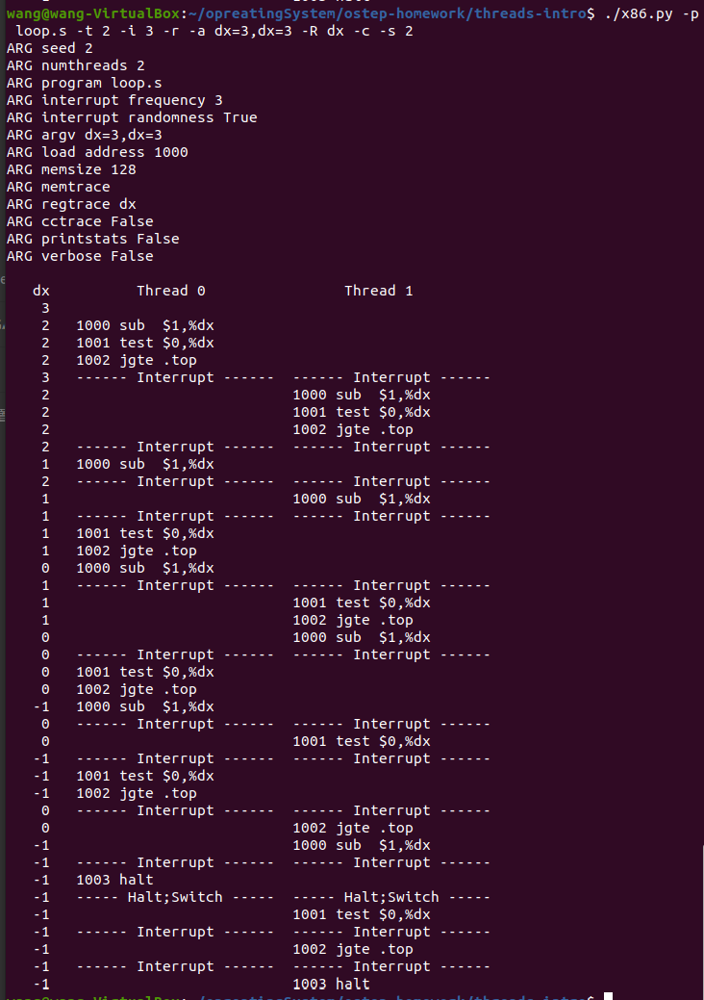 wang@wang-VirtualBox:~/opreatingSystem/ostep-homework/threads-intro$ ./x86.py -p
 loop.s -t 2 -i 3 -r -a dx=3,dx=3 -R dx -c -s 2
ARG seed 2
ARG numthreads 2
ARG program loop.s
ARG interrupt frequency 3
ARG interrupt randomness True
ARG argv dx=3,dx=3
ARG load address 1000
ARG memsize 128
ARG memtrace
ARG regtrace dx
ARG cctrace False
ARG printstats False
ARG verbose False

   dx          Thread 0                Thread 1
    3
    2   1000 sub  $1,%dx
    2   1001 test $0,%dx
    2   1002 jgte .top
    3   ------ Interrupt ------  ------ Interrupt ------
    2                            1000 sub  $1,%dx
    2                            1001 test $0,%dx
    2                            1002 jgte .top
    2   ------ Interrupt ------  ------ Interrupt ------
    1   1000 sub  $1,%dx
    2   ------ Interrupt ------  ------ Interrupt ------
    1                            1000 sub  $1,%dx
    1   ------ Interrupt ------  ------ Interrupt ------
    1   1001 test $0,%dx
    1   1002 jgte .top
    0   1000 sub  $1,%dx
    1   ------ Interrupt ------  ------ Interrupt ------
    1                            1001 test $0,%dx
    1                            1002 jgte .top
    0                            1000 sub  $1,%dx
    0   ------ Interrupt ------  ------ Interrupt ------
    0   1001 test $0,%dx
    0   1002 jgte .top
   -1   1000 sub  $1,%dx
    0   ------ Interrupt ------  ------ Interrupt ------
    0                            1001 test $0,%dx
   -1   ------ Interrupt ------  ------ Interrupt ------
   -1   1001 test $0,%dx
   -1   1002 jgte .top
    0   ------ Interrupt ------  ------ Interrupt ------
    0                            1002 jgte .top
   -1                            1000 sub  $1,%dx
   -1   ------ Interrupt ------  ------ Interrupt ------
   -1   1003 halt
   -1   ----- Halt;Switch -----  ----- Halt;Switch -----
   -1                            1001 test $0,%dx
   -1   ------ Interrupt ------  ------ Interrupt ------
   -1                            1002 jgte .top
   -1   ------ Interrupt ------  ------ Interrupt ------
   -1                            1003 halt